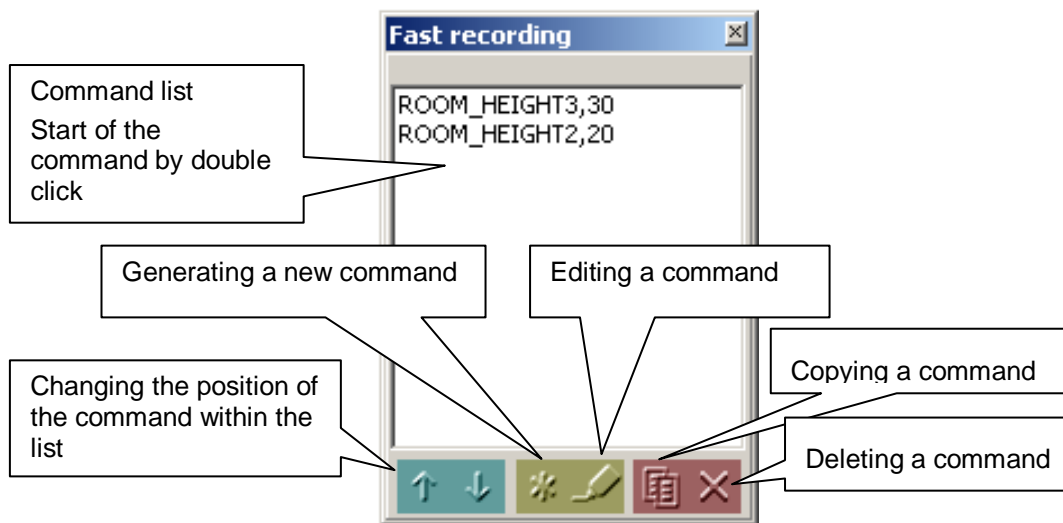 Fast recording
Command list
Start of the
command by double
click
ROOM_HEIGHT3,30
ROOM_HEIGHT2,20
Generating a new command
Editing a command
Changing the position of
the command within the
list
Copying a command
Deleting a command